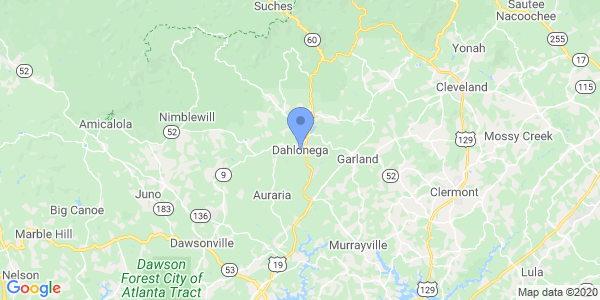 Suches
Sautee
Nacoochee
60
255
Yonah
52
17
Cleveland
115
Nimblewill
Amicalola
52
129
Mossy Creek
Dahlonega
Garland
9
52
Juno
Auraria
Clermont
183
Big Canoe
136
Marble Hill
Dawsonville
Murrayville
Dawson
Forest City of
Atlanta Tract
19
53
Nelson
Lula
129
Google
Map data ©2020